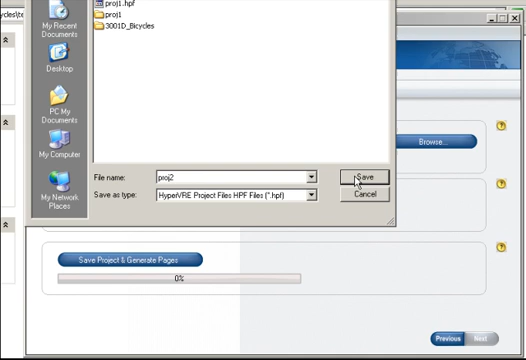 ycles\te
proj1.hpf
proj1
3001D_Bicycles
My Recent
Documents
Desktop
PC My
Documents
My Computer
My Network
Places
File name:
proj2
Save
Save as type:
HyperVRE Project Files HPF Files (*.hpf)
Cancel
Browse...
Save Project & Generate Pages
0%
Previous
Next